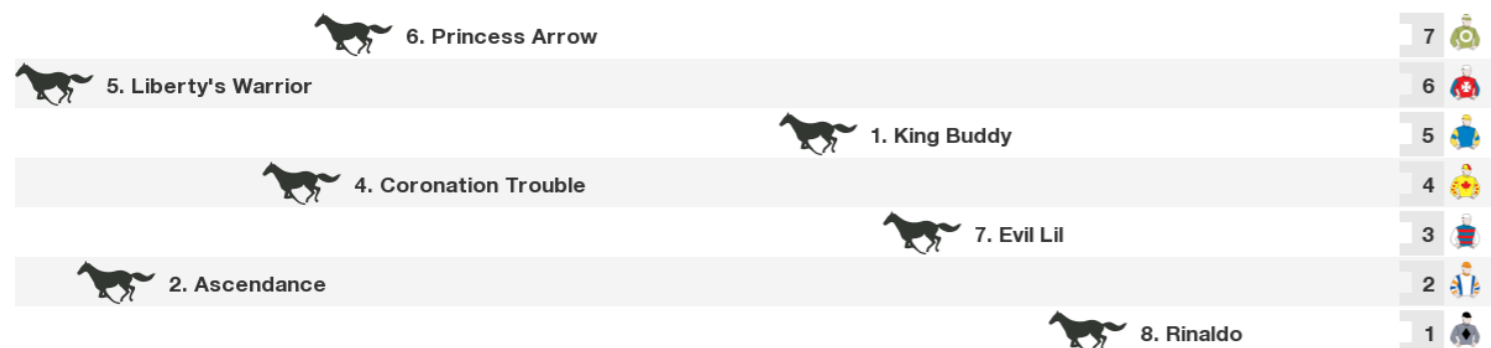 6. Princess Arrow 7
5. Liberty's Warrior 6
1. King Buddy 5
4. Coronation Trouble 4
7. Evil Lil 3
2. Ascendance 2
8. Rinaldo 1